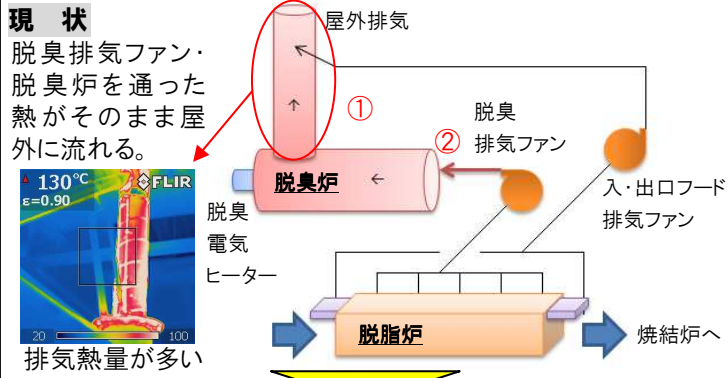 現 状
脱臭排気ファン・
脱臭炉を通った
熱がそのまま屋
外に流れる。
130℃
FLIR
ε=0.90
20
100
排気熱量が多い
屋外排気
①
②
脱臭
排気ファン
脱臭炉
脱臭
電気
ヒーター
入・出口フード
排気ファン
脱脂炉
焼結炉へ